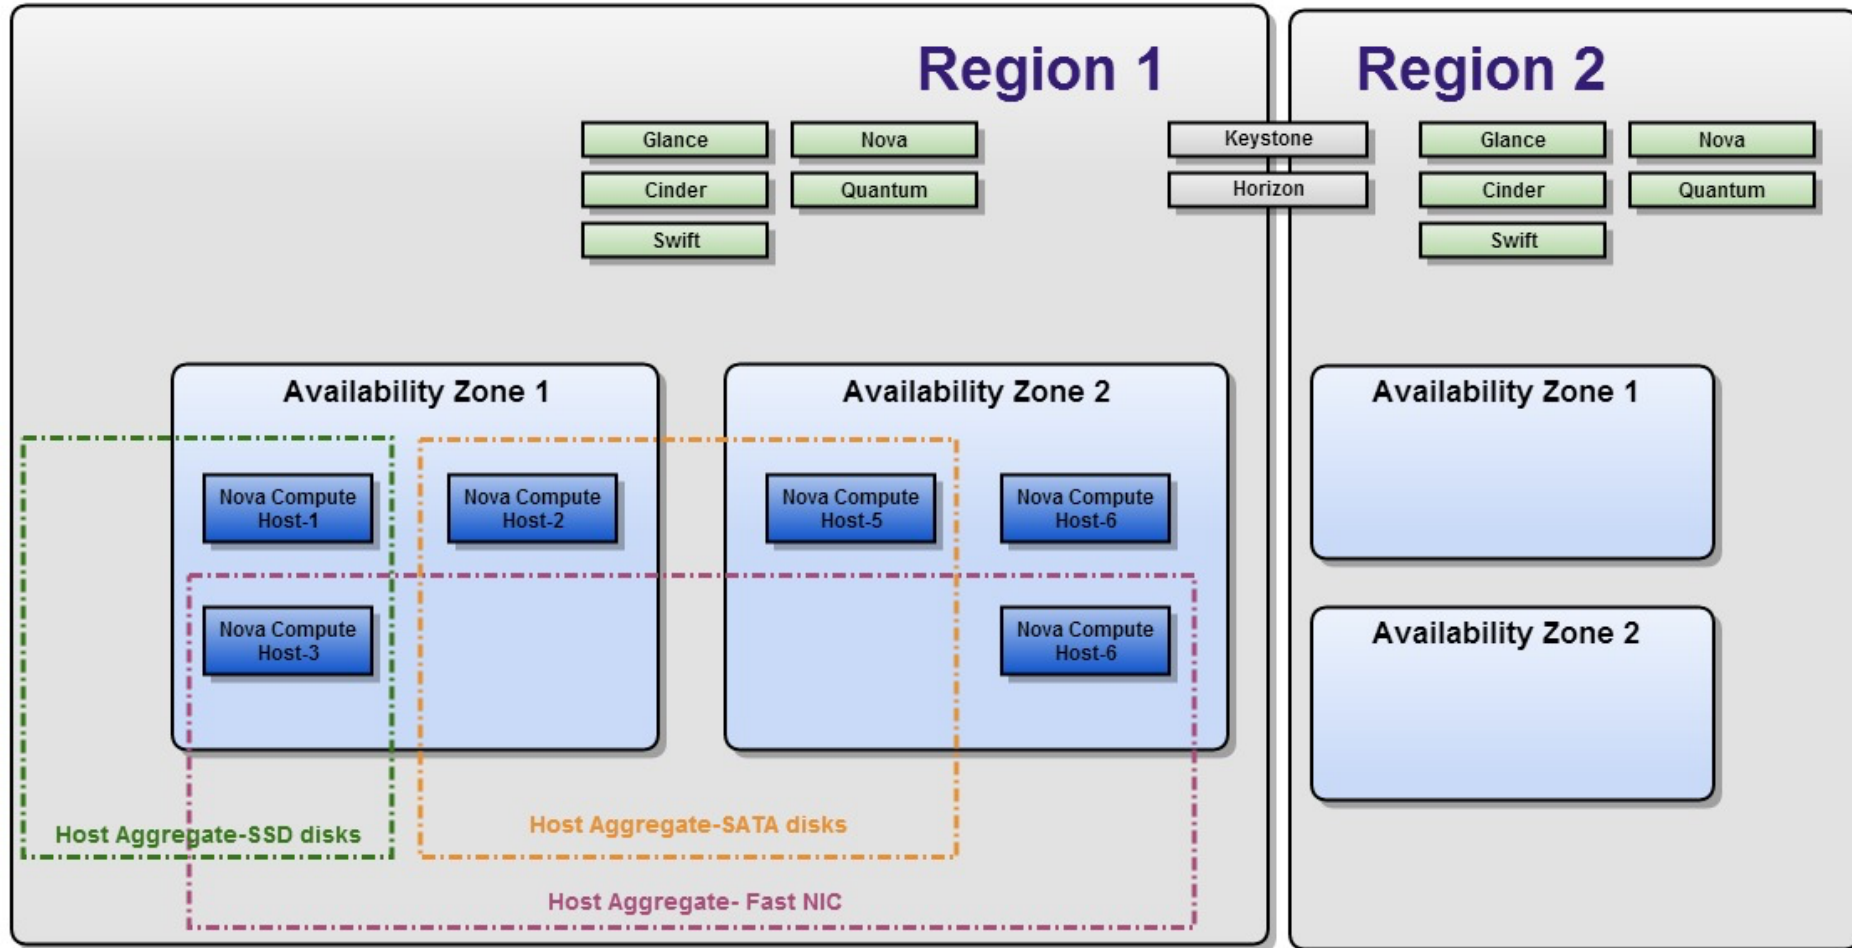 Region 1
Region 2
Glance
Nova
Keystone
Glance
Nova
Cinder
Quantum
Horizon
Cinder
Quantum
Swift
Swift
Availability Zone 1
Availability Zone 2
Availability Zone 1
Nova Compute
Host-1
Nova Compute
Host-2
Nova Compute
Host-5
Nova Compute
Host-6
Nova Compute
Host-3
Nova Compute
Host-6
Availability Zone 2
Host Aggregate-SSD disks
Host Aggregate-SATA disks
Host Aggregate- Fast NIC